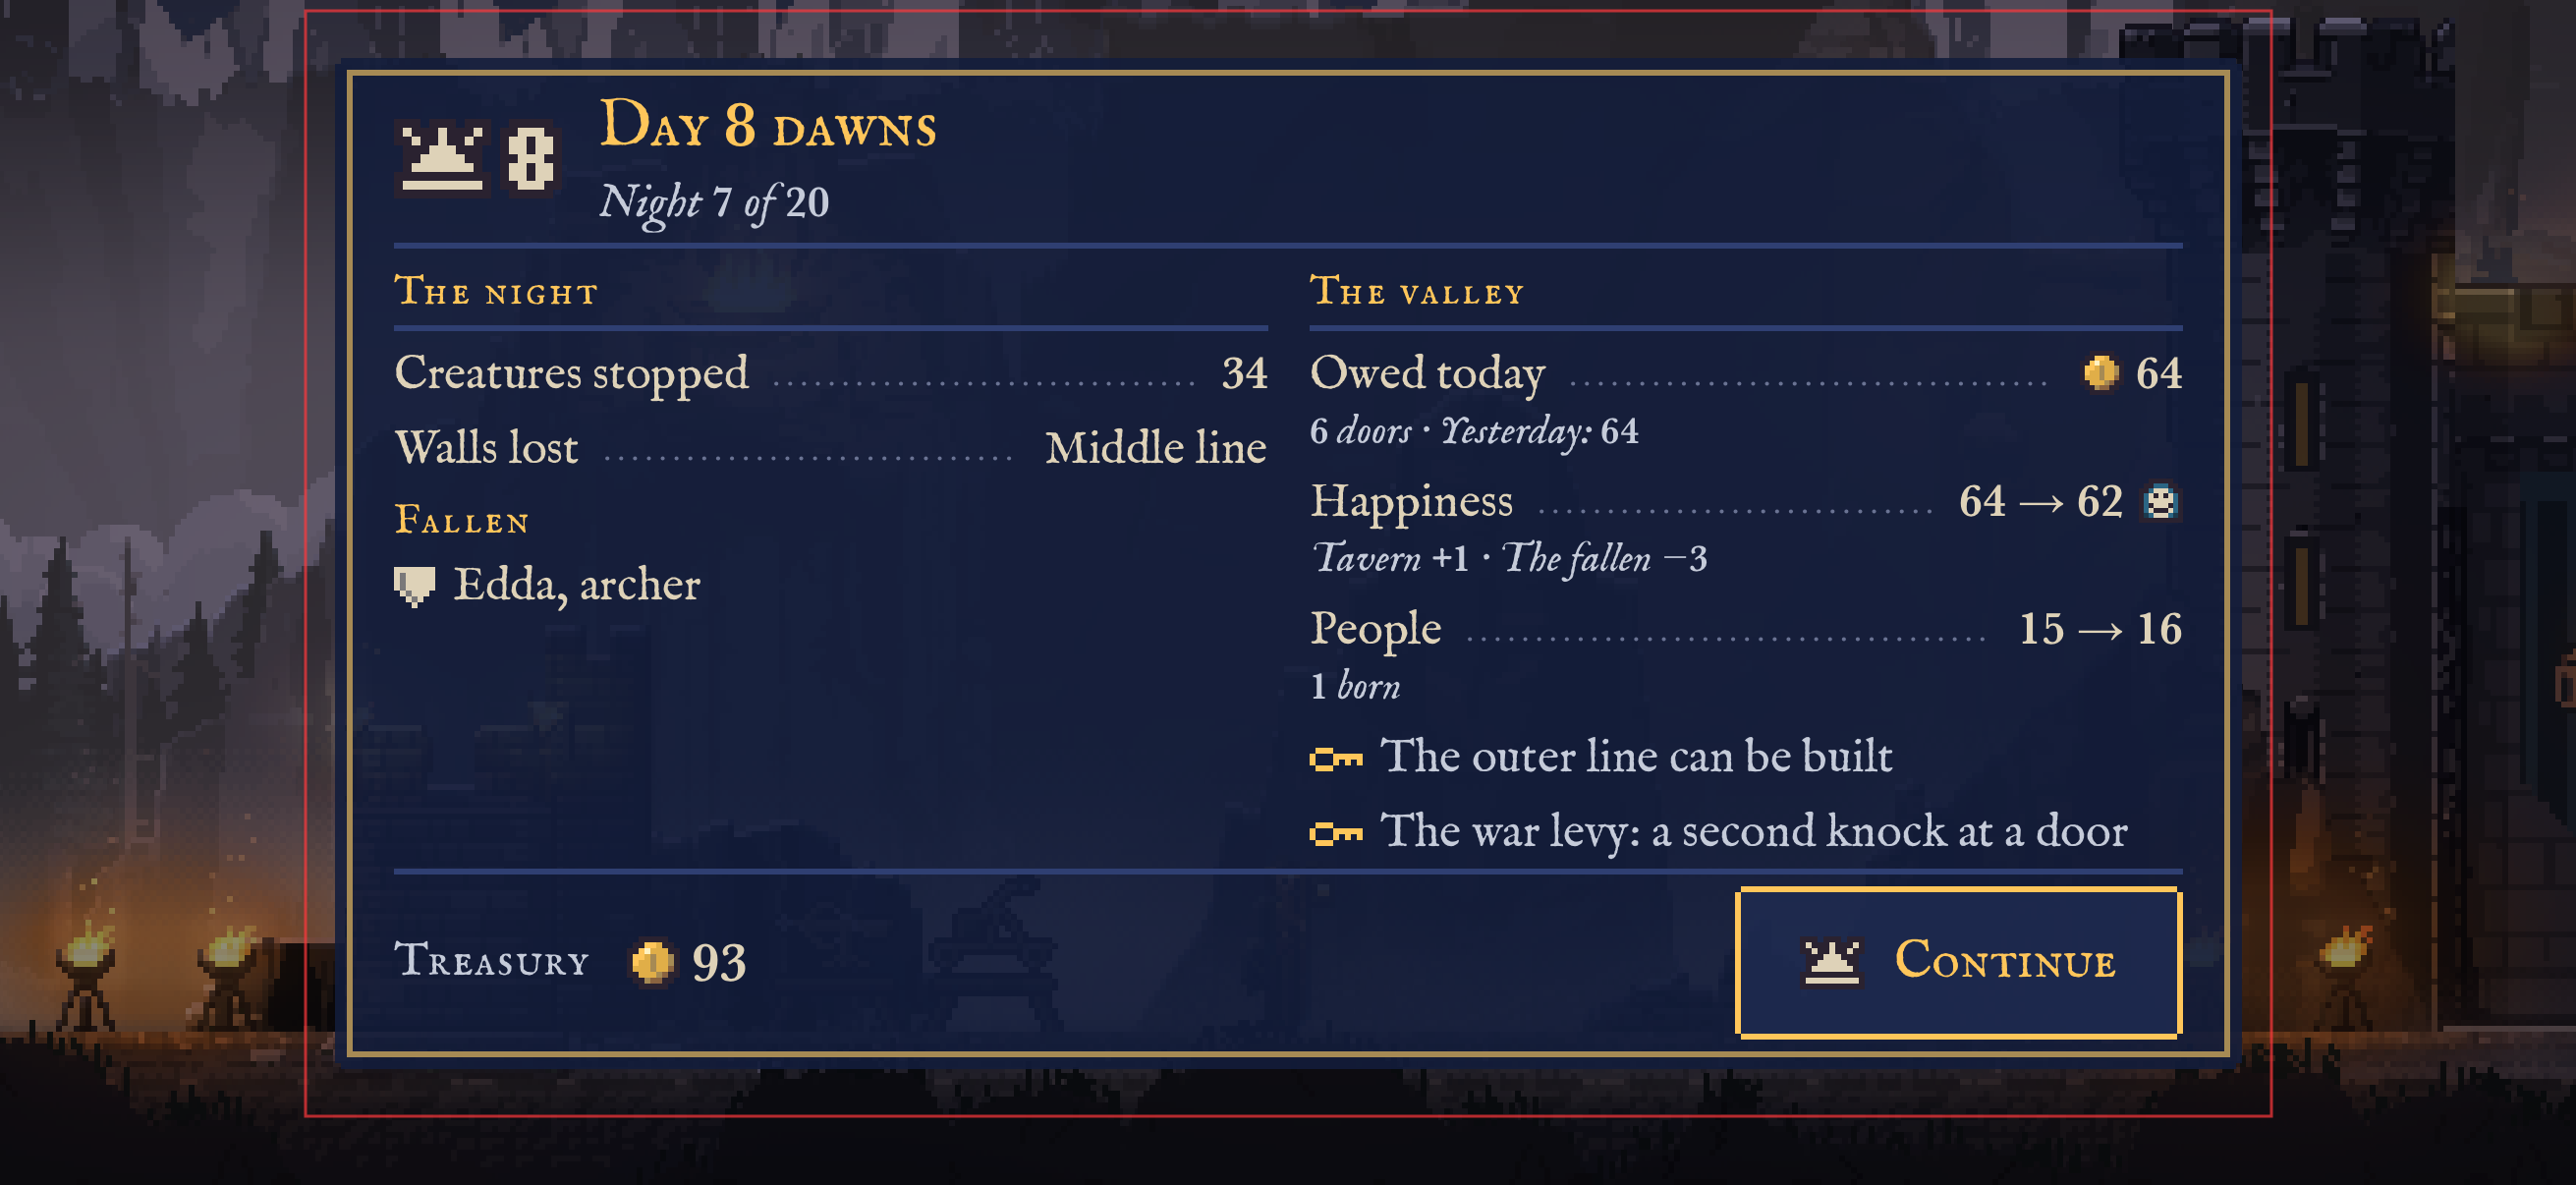 8
Day 8 dawns
Night 7 of 20
The night
Creatures stopped 34
Walls lost Middle line
Fallen
Edda, archer
The valley
Owed today 64
6 doors · Yesterday: 64
Happiness 64 → 62
Tavern +1 · The fallen −3
People 15 → 16
1 born
The outer line can be built
The war levy: a second knock at a door
Treasury 93
Continue